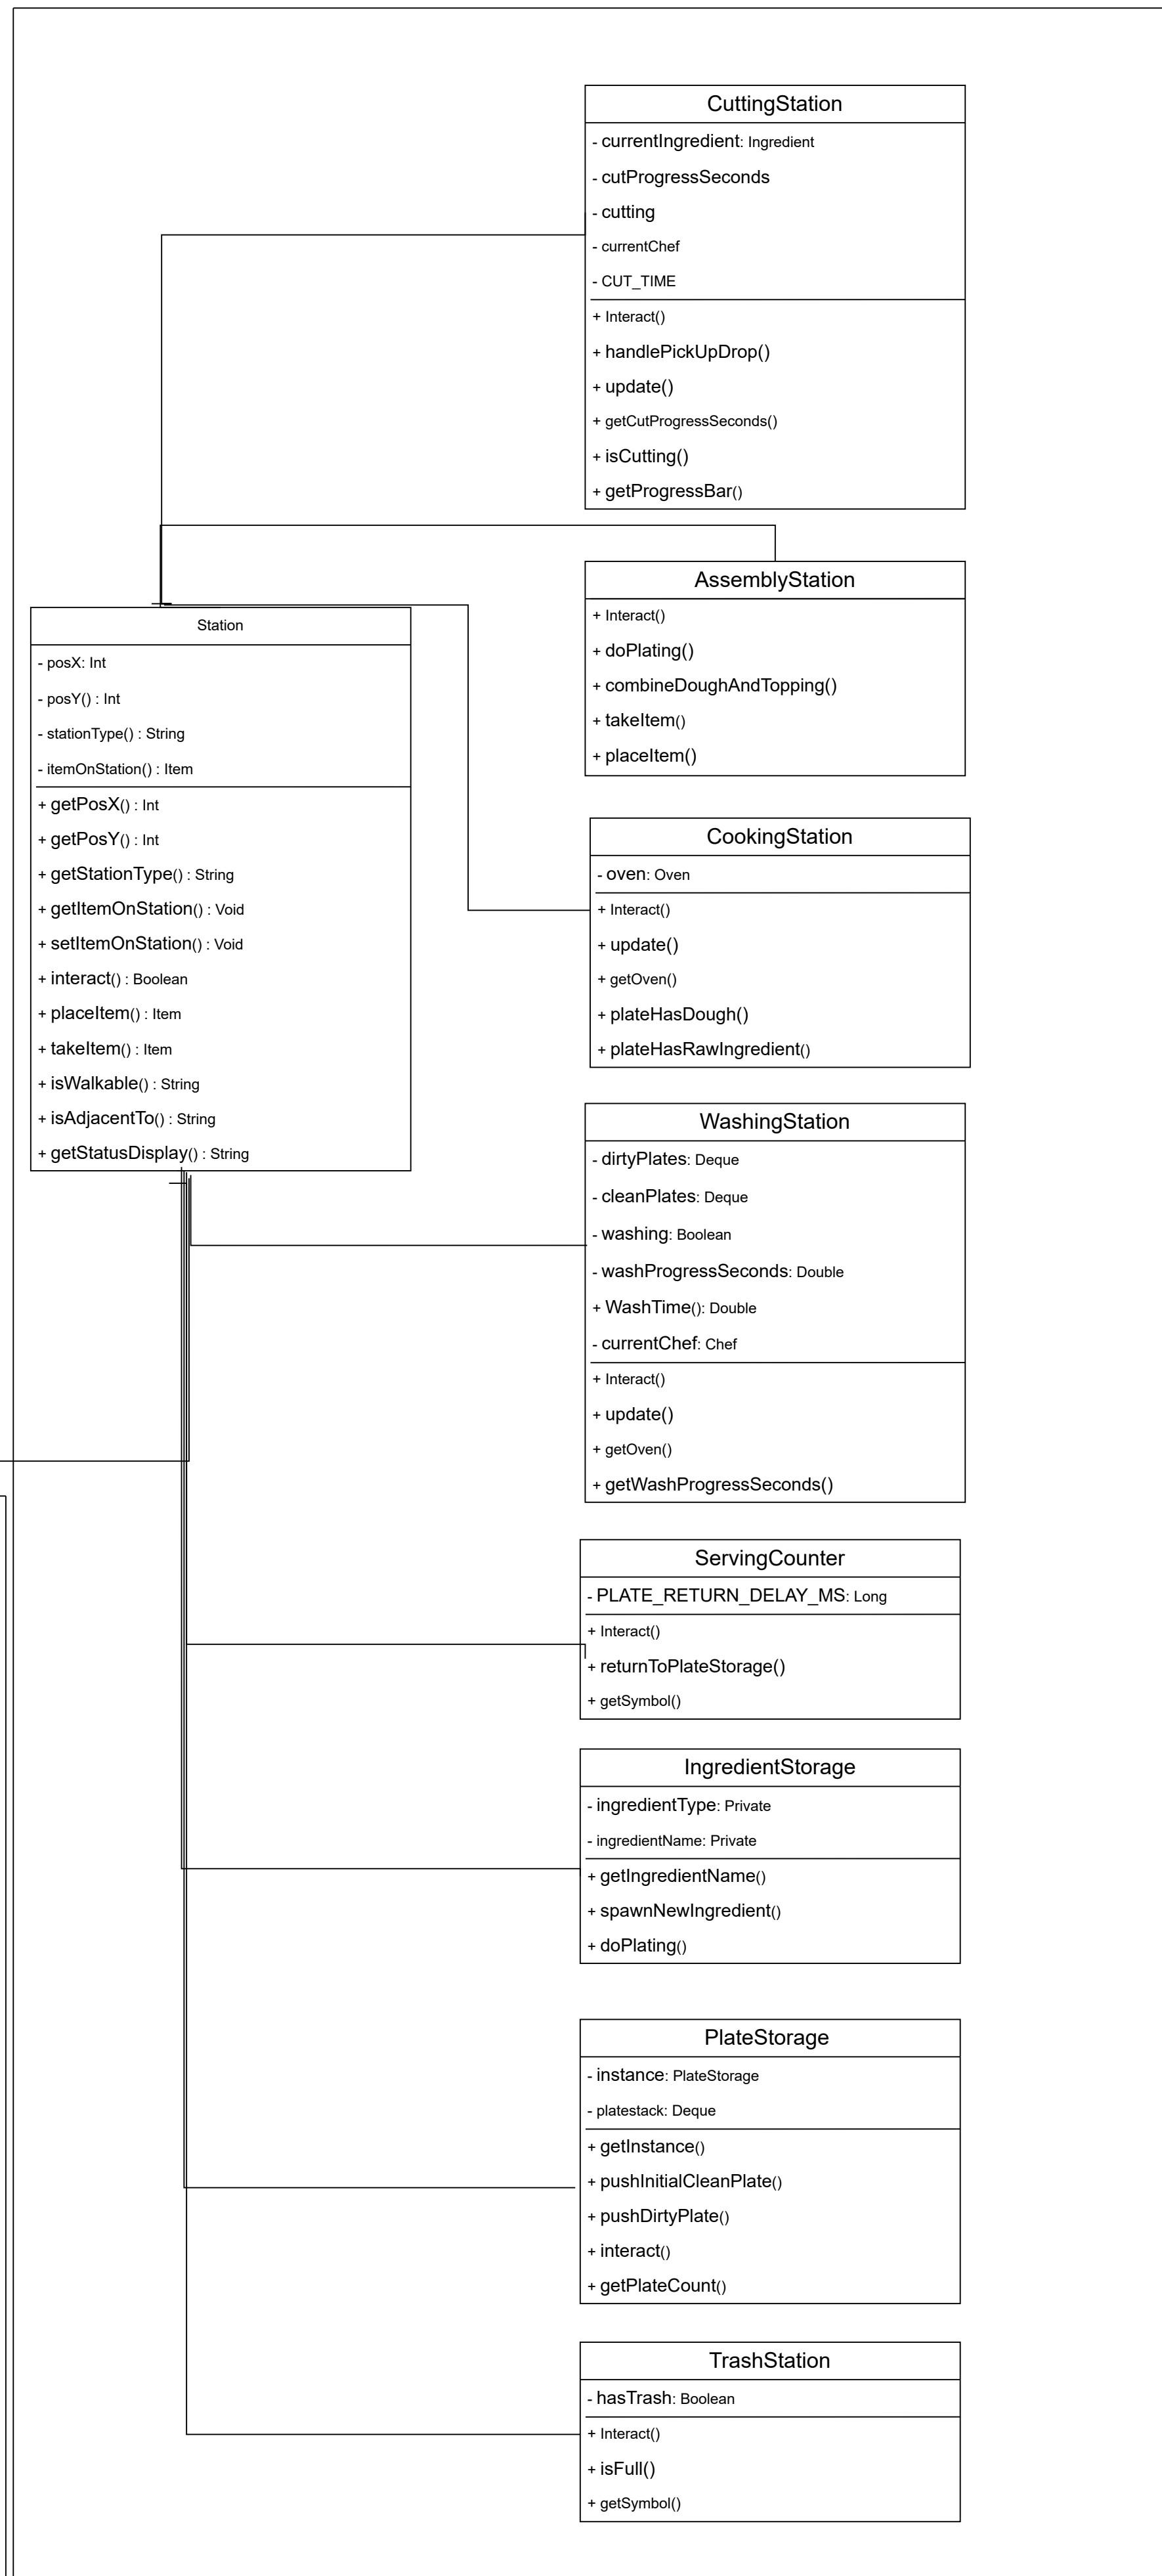 CuttingStation
- currentIngredient: Ingredient
- cutProgressSeconds
- cutting
- currentChef
- CUT_TIME
+ Interact()
+ handlePickUpDrop()
+ update()
+ getCutProgressSeconds()
+ isCutting()
+ getProgressBar()
AssemblyStation
+ Interact()
+ doPlating()
+ combineDoughAndTopping()
+ takeItem()
+ placeItem()
Station
- posX: Int
- posY() : Int
- stationType() : String
- itemOnStation() : Item
+ getPosX() : Int
+ getPosY() : Int
+ getStationType() : String
+ getItemOnStation() : Void
+ setItemOnStation() : Void
+ interact() : Boolean
+ placeItem() : Item
+ takeItem() : Item
+ isWalkable() : String
+ isAdjacentTo() : String
+ getStatusDisplay() : String
CookingStation
- oven: Oven
+ Interact()
+ update()
+ getOven()
+ plateHasDough()
+ plateHasRawIngredient()
WashingStation
- dirtyPlates: Deque
- cleanPlates: Deque
- washing: Boolean
- washProgressSeconds: Double
+ WashTime(): Double
- currentChef: Chef
+ Interact()
+ update()
+ getOven()
+ getWashProgressSeconds()
ServingCounter
- PLATE_RETURN_DELAY_MS: Long
+ Interact()
+ returnToPlateStorage()
+ getSymbol()
IngredientStorage
- ingredientType: Private
- ingredientName: Private
+ getIngredientName()
+ spawnNewIngredient()
+ doPlating()
PlateStorage
- instance: PlateStorage
- platestack: Deque
+ getInstance()
+ pushInitialCleanPlate()
+ pushDirtyPlate()
+ interact()
+ getPlateCount()
TrashStation
- hasTrash: Boolean
+ Interact()
+ isFull()
+ getSymbol()